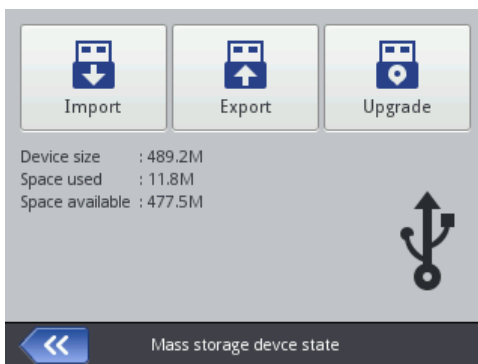 Import Export Upgrade
Device size : 489.2M
Space used : 11.8M
Space available : 477.5M
Mass storage devce state